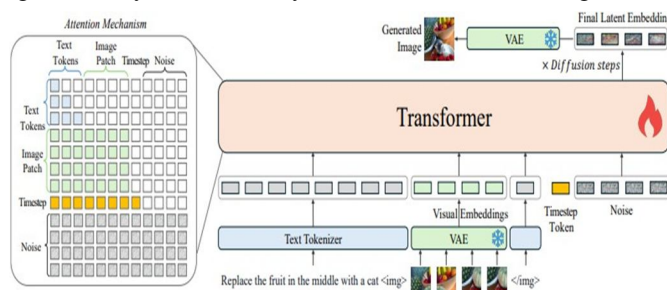 Attention Mechanism
Text
Tokens
Image
Patch
Timestep
Noise
Text
Tokens
Image
Patch
Timestep
Noise
Generated
Image
VAE
Final Latent
× Diffusion steps
Transformer
Visual Embeddings
Timestep
Token
Noise
Text Tokenizer
VAE
Replace the fruit in the middle with a cat <img>
</img>